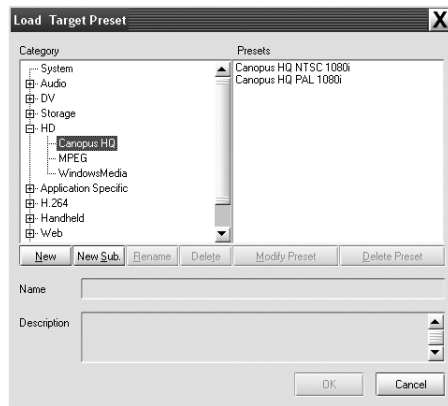 Load Target Preset X
Category
Presets
System
Audio
DV
Storage
HD
Canopus HQ
MPEG
WindowsMedia
Application Specific
H.264
Handheld
Web
Canopus HQ NTSC 1080i
Canopus HQ PAL 1080i
New New Sub. Rename Delete Modify Preset Delete Preset
Name
Description
OK Cancel